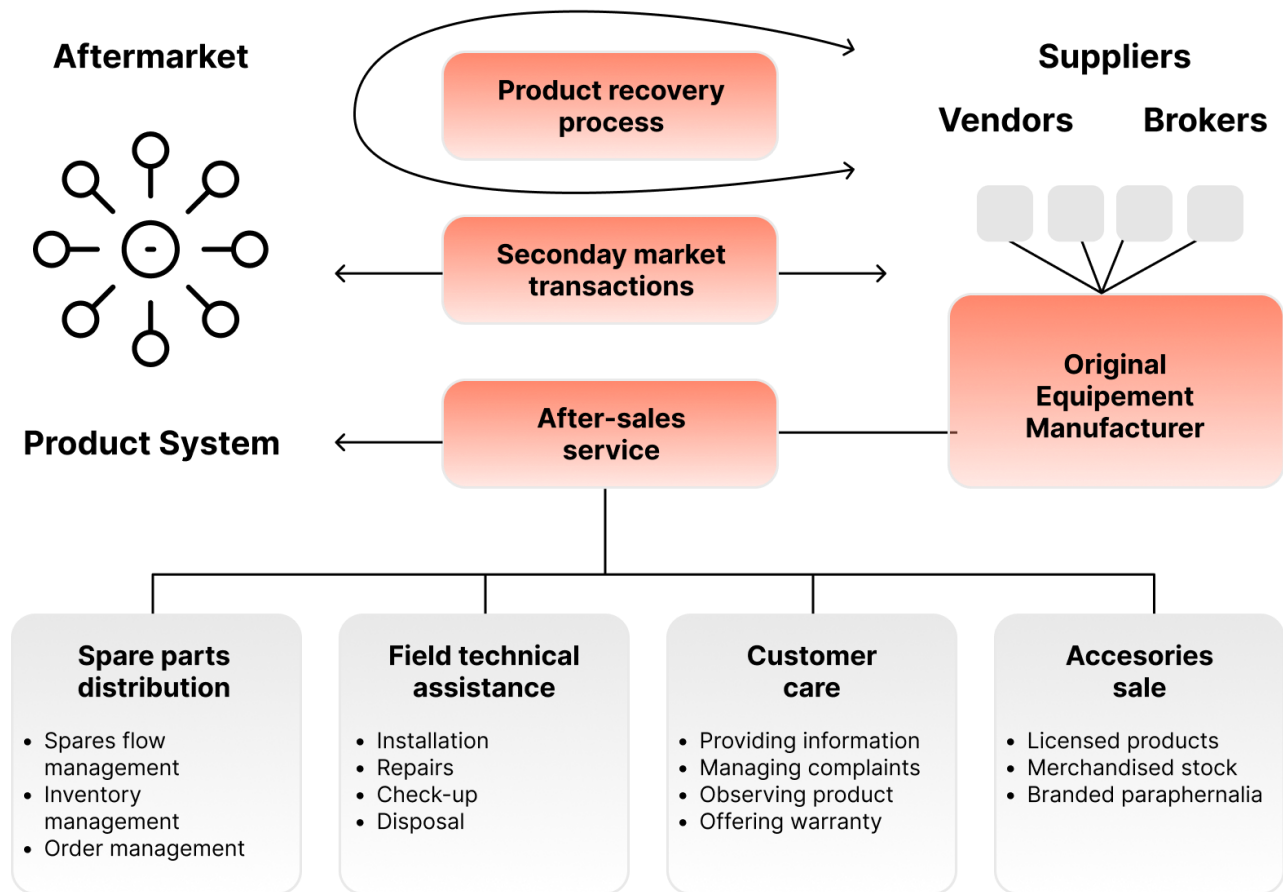 Aftermarket
Product recovery
process
Suppliers
Vendors
Brokers
Seconday market
transactions
Original
Equipement
Manufacturer
After-sales
service
Product System
Spare parts
distribution
• Spares flow
management
• Inventory
management
• Order management
Field technical
assistance
• Installation
• Repairs
• Check-up
• Disposal
Customer
care
• Providing information
• Managing complaints
• Observing product
• Offering warranty
Accesories
sale
• Licensed products
• Merchandised stock
• Branded paraphernalia